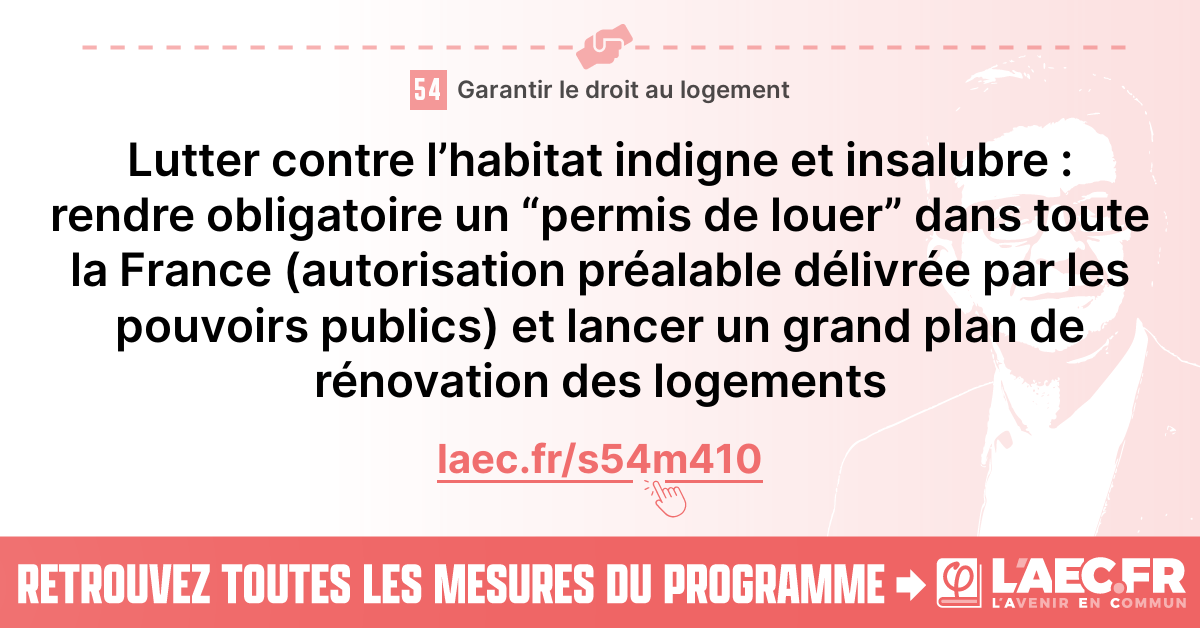 54 Garantir le droit au logement
Lutter contre l’habitat indigne et insalubre :
rendre obligatoire un “permis de louer” dans toute
la France (autorisation préalable délivrée par les
pouvoirs publics) et lancer un grand plan de
rénovation des logements
laec.fr/s54m410
RETROUVEZ TOUTES LES MESURES DU PROGRAMME
φ L'AEC.FR
L'AVENIR EN COMMUN